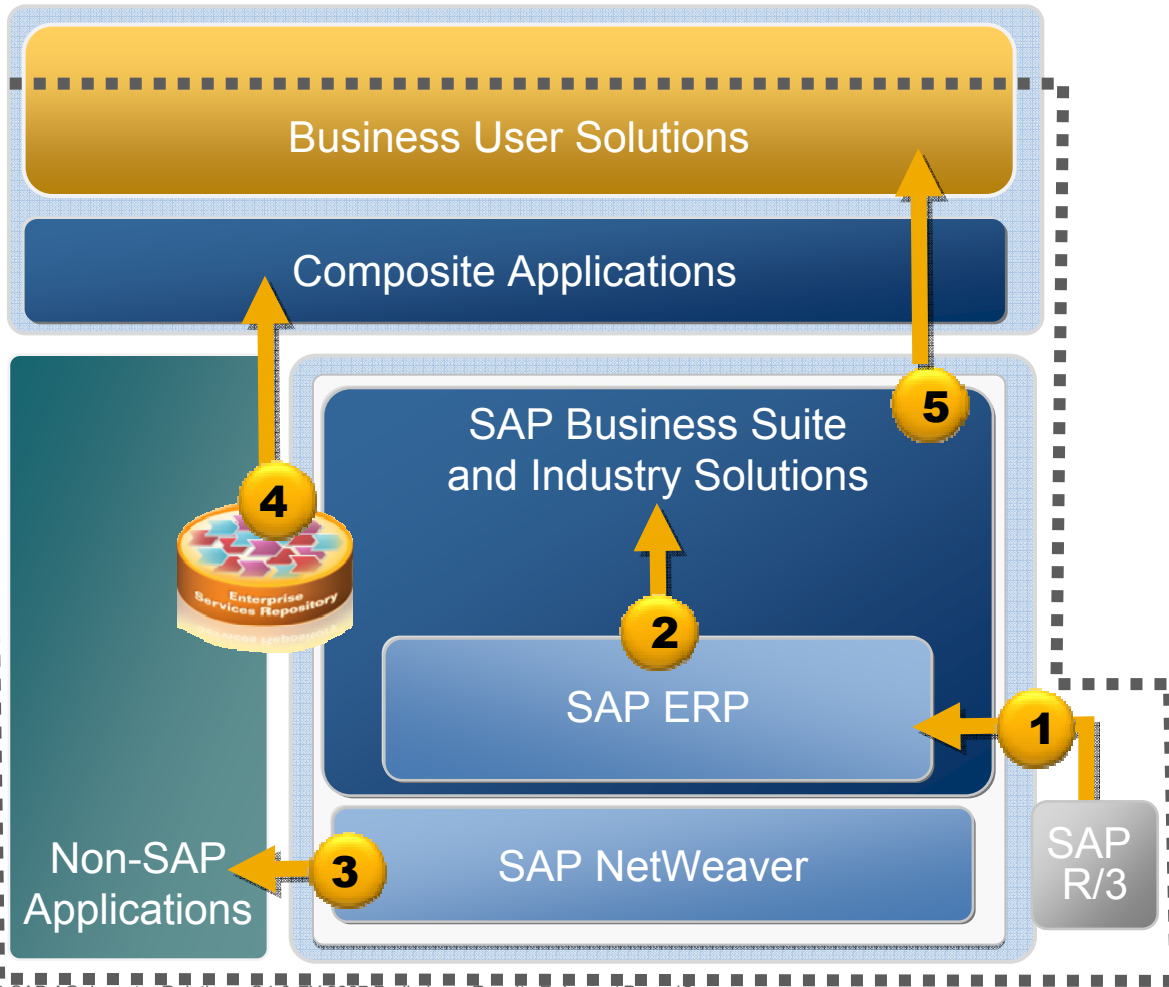 Business User Solutions
Composite Applications
5
SAP Business Suite
and Industry Solutions
4
Enterprise
Services Repository
2
SAP ERP
1
Non-SAP
Applications
3
SAP NetWeaver
SAP
R/3